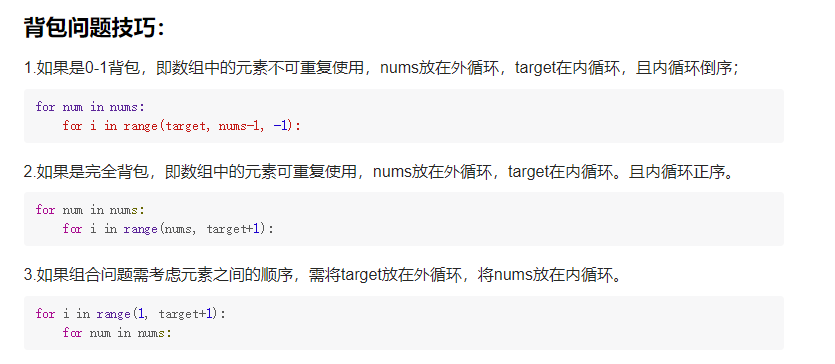 背包问题技巧：
1.如果是0-1背包，即数组中的元素不可重复使用，nums放在外循环，target在内循环，且内循环倒序；
for num in nums:
    for i in range(target, nums-1, -1):
2.如果是完全背包，即数组中的元素可重复使用，nums放在外循环，target在内循环。且内循环正序。
for num in nums:
    for i in range(nums, target+1):
3.如果组合问题需考虑元素之间的顺序，需将target放在外循环，将nums放在内循环。
for i in range(1, target+1):
    for num in nums: